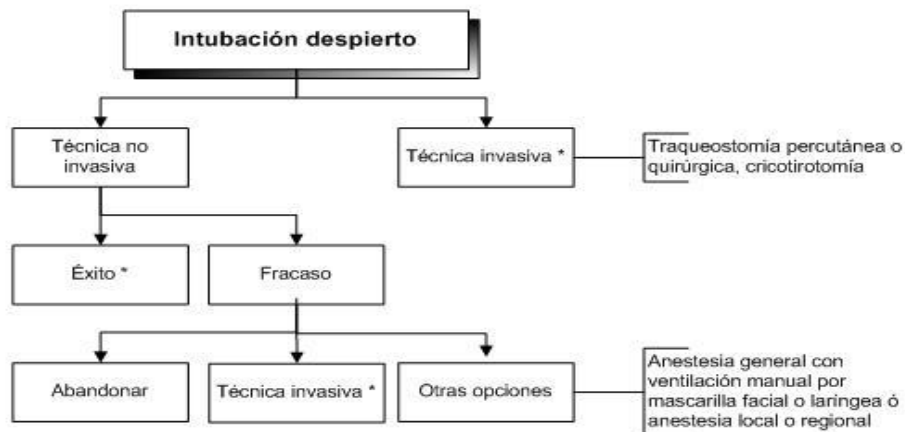 Intubación despierto
Técnica no
invasiva
Técnica invasiva *
Traqueostomía percutánea o
quirúrgica, cricotirotomía
Éxito *
Fracaso
Abandonar
Técnica invasiva *
Otras opciones
Anestesia general con
ventilación manual por
mascarilla facial o laríngea ó
anestesia local o regional